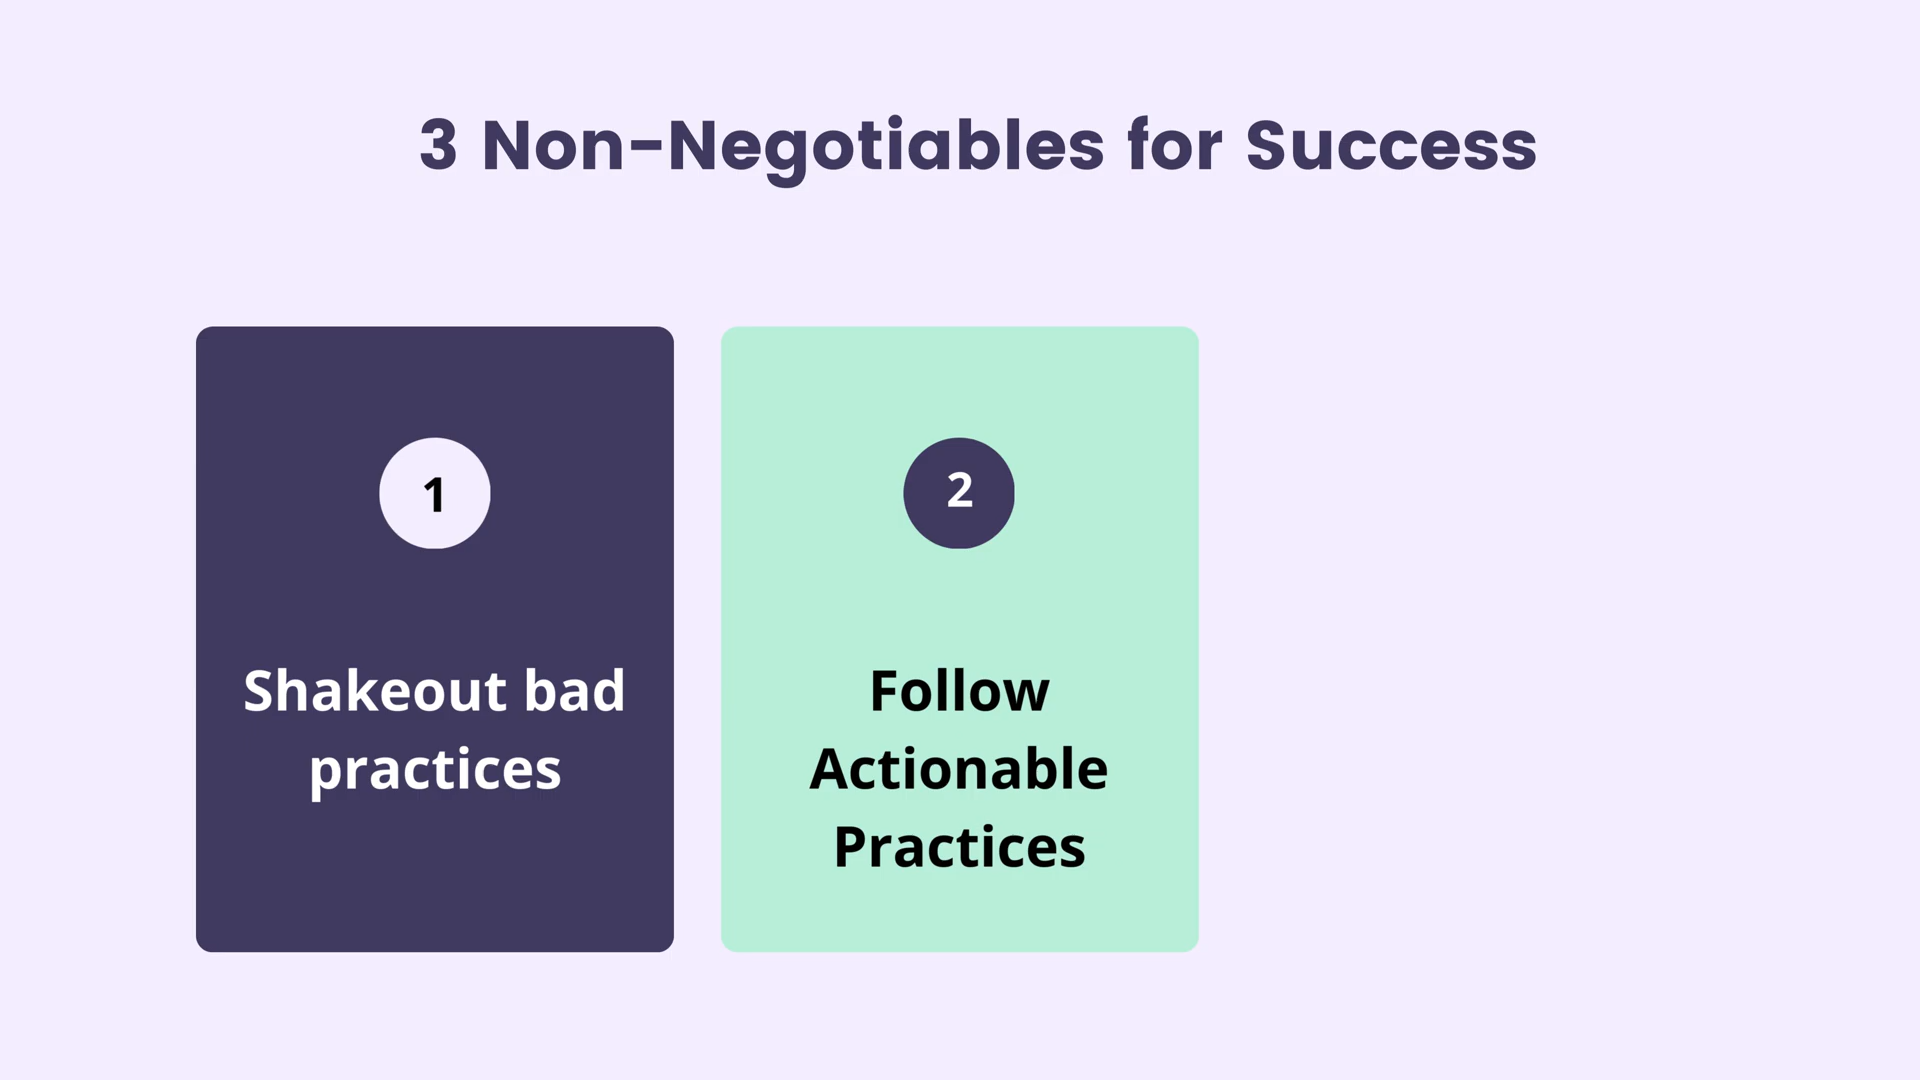 3 Non-Negotiables for Success
1
Shakeout bad
practices
2
Follow
Actionable
Practices